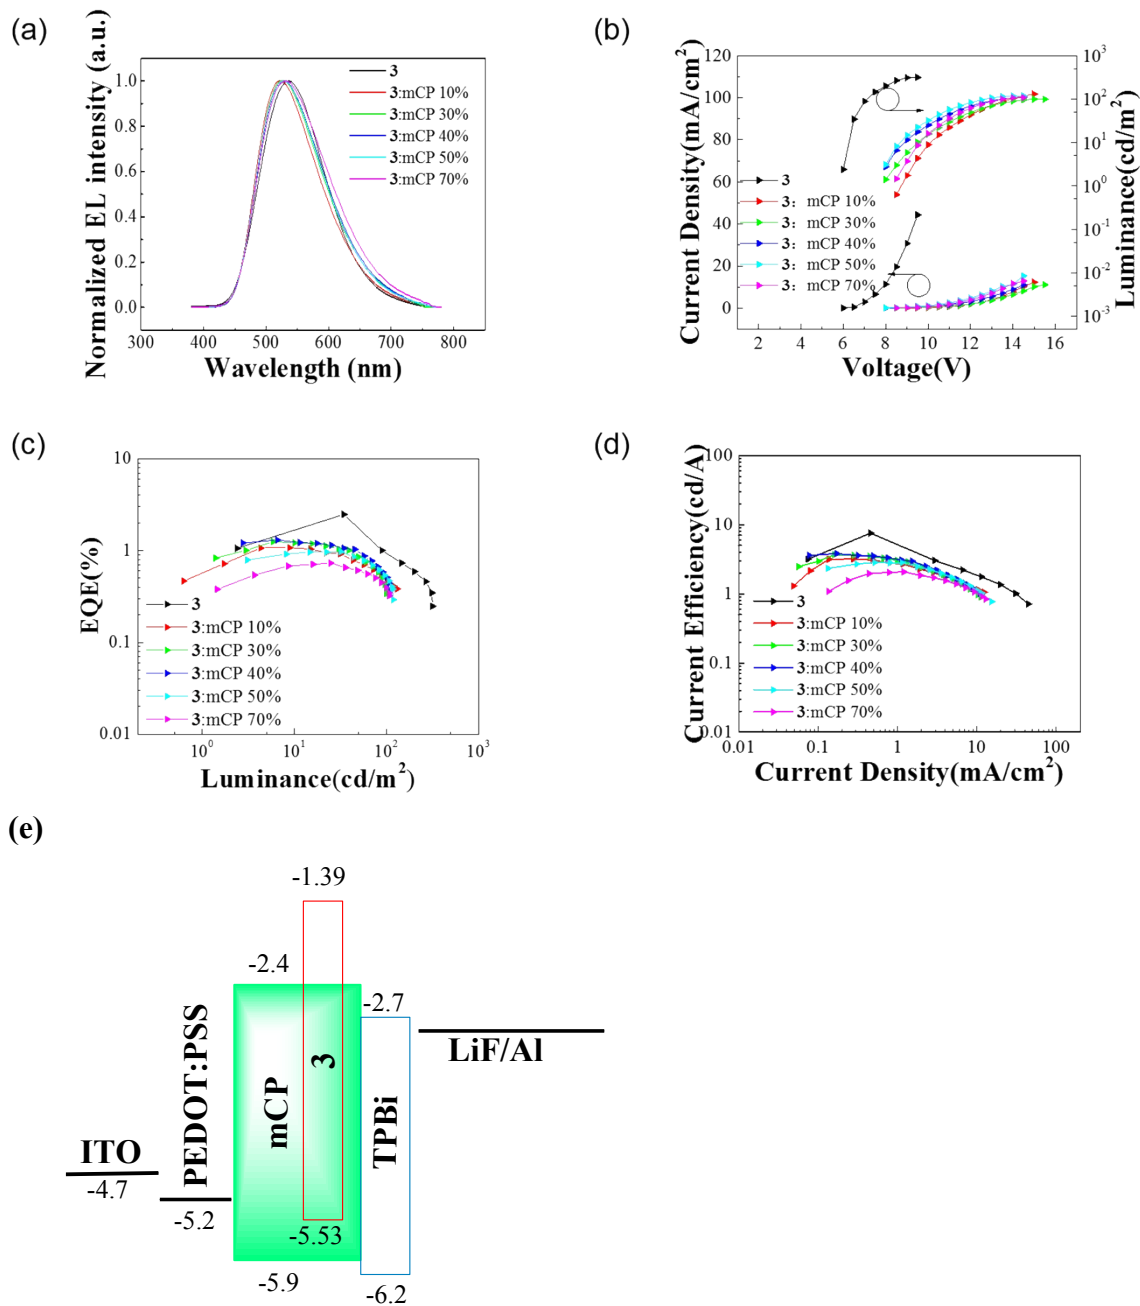 (a)
Normalized EL intensity (a.u.)
1.0
0.8
0.6
0.4
0.2
0.0
300 400 500 600 700 800
Wavelength (nm)
3
3:mCP 10%
3:mCP 30%
3:mCP 40%
3:mCP 50%
3:mCP 70%
(b)
Current Density(mA/cm²)
120
100
80
60
40
20
0
2 4 6 8 10 12 14 16
Voltage(V)
10³
10²
10¹
10⁰
10⁻¹
10⁻²
10⁻³
Luminance(cd/m²)
3
3： mCP 10%
3： mCP 30%
3： mCP 40%
3： mCP 50%
3： mCP 70%
(c)
EQE(%)
10
1
0.1
0.01
10⁰ 10¹ 10² 10³
Luminance(cd/m²)
3
3:mCP 10%
3:mCP 30%
3:mCP 40%
3:mCP 50%
3:mCP 70%
(d)
Current Efficiency(cd/A)
100
10
1
0.1
0.01
0.01 0.1 1 10 100
Current Density(mA/cm²)
3
3:mCP 10%
3:mCP 30%
3:mCP 40%
3:mCP 50%
3:mCP 70%
(e)
ITO
-4.7
PEDOT:PSS
-5.2
-2.4
mCP
-5.9
-1.39
3
-5.53
-2.7
TPBi
-6.2
LiF/Al